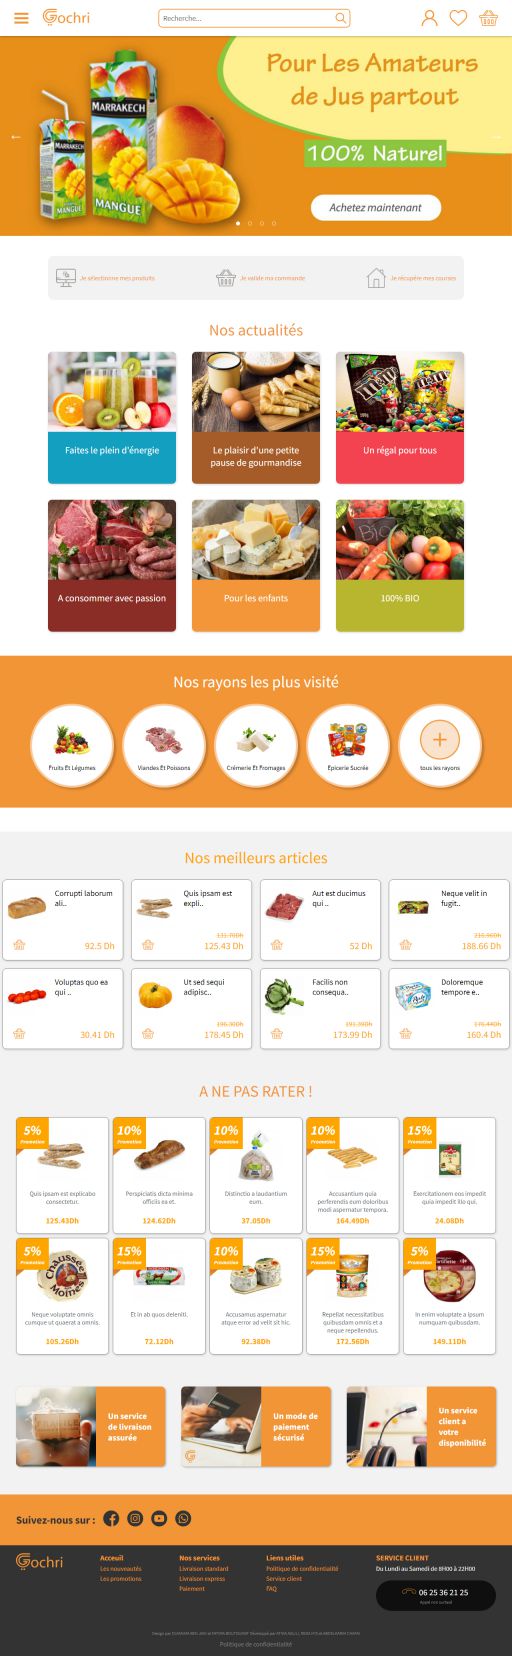 Gochri
Recherche...
Pour Les Amateurs
de Jus partout
100% Naturel
Achetez maintenant
MARRAKECH
MARRAKECH
MANGUE
MANGUE
Je sélectionne mes produits
Je valide ma commande
Je récupère mes courses
Nos actualités
Faites le plein d'énergie
Le plaisir d'une petite
pause de gourmandise
Un régal pour tous
A consommer avec passion
Pour les enfants
100% BIO
Nos rayons les plus visité
Fruits Et Légumes
Viandes Et Poissons
Crémerie Et Fromages
Epicerie Sucrée
tous les rayons
Nos meilleurs articles
Corrupti laborum
ali..
92.5 Dh
Quis ipsam est
expli..
131.70Dh
125.43 Dh
Aut est ducimus
qui ..
52 Dh
Neque velit in
fugit..
188.66 Dh
Voluptas quo ea
qui ..
30.41 Dh
Ut sed sequi
adipisc..
196.30Dh
178.45 Dh
Facilis non
consequa..
191.39Dh
173.99 Dh
Doloremque
tempore e..
176.44Dh
160.4 Dh
A NE PAS RATER !
5%
Promotion
Quis ipsam est explicabo
consectetur.
125.43Dh
10%
Promotion
Perspiciatis dicta minima
officiis ea et.
124.62Dh
10%
Promotion
Distinctio a laudantium
eum.
37.05Dh
10%
Promotion
Accusantium quia
perferendis eum doloribus
modi aspernatur tempora.
164.49Dh
15%
Promotion
Exercitationem eos impedit
quia impedit illo qui.
24.08Dh
5%
Promotion
Chaussée
Moines
Neque voluptate omnis
cumque ut quaerat a omnis.
105.26Dh
15%
Promotion
Et in ab quos deleniti.
72.12Dh
10%
Promotion
Accusamus aspernatur
atque error ad velit sit hic.
92.38Dh
15%
Promotion
Repellat necessitatibus
quibusdam omnis et a
neque repellendus.
172.56Dh
5%
Promotion
In enim voluptate a ipsum
numquam quibusdam.
149.11Dh
Un service
de livraison
assurée
Un mode de
paiement
sécurisé
Un service
client a
votre
disponibilité
Suivez-nous sur :
Gochri
Acceuil
Les nouveautés
Les promotions
Nos services
Livraison standard
Livraison express
Paiement
Liens utiles
Politique de confidentialité
Service client
FAQ
SERVICE CLIENT
Du Lundi au Samedi de 8H00 à 22H00
06 25 36 21 25
Appel non surtaxé
Politique de confidentialité